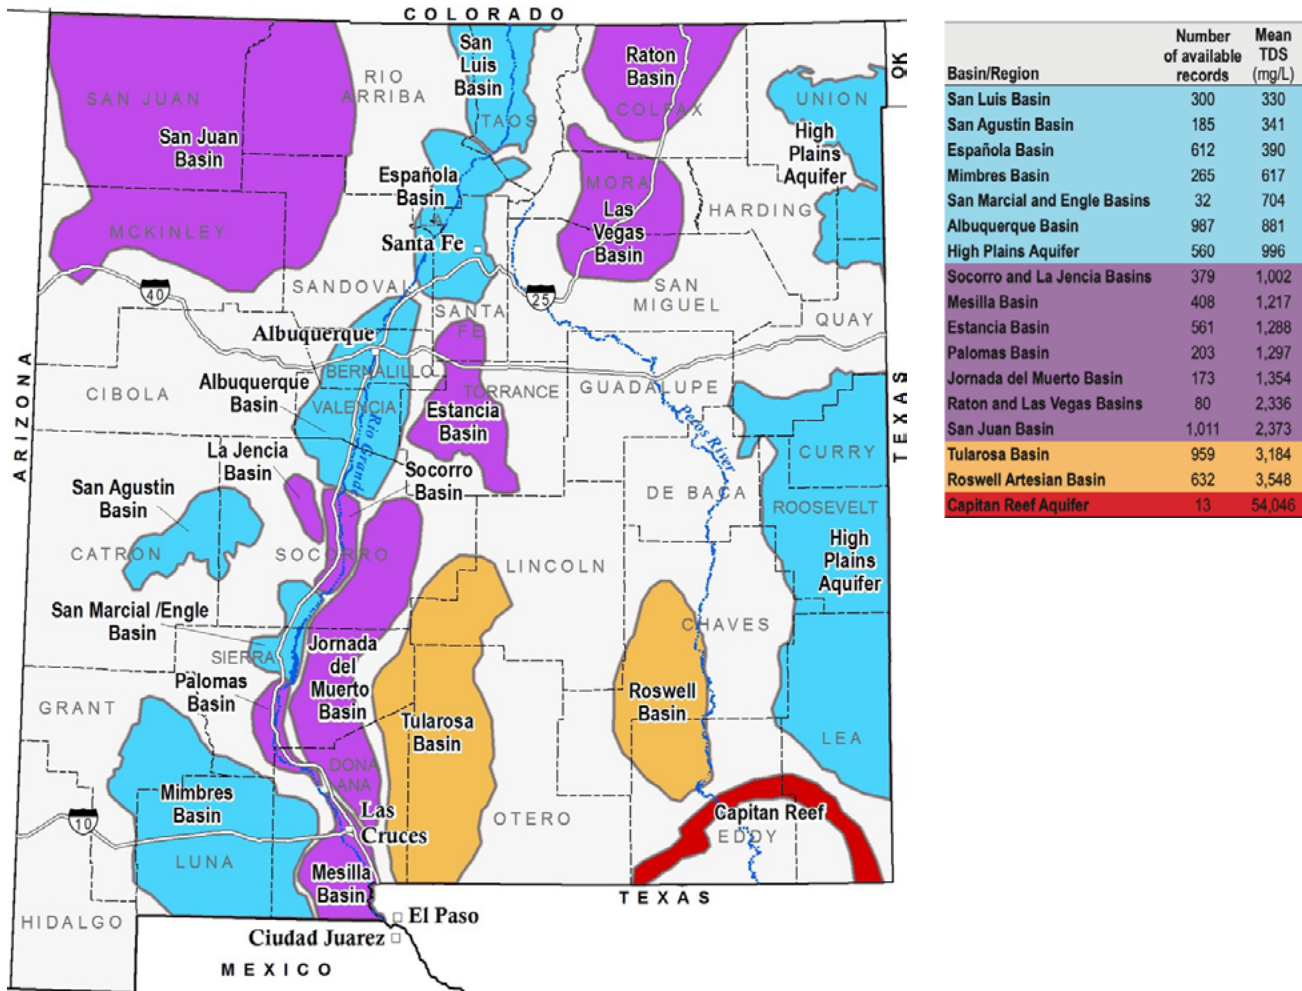 COLORADO
San
Luis
Basin
Raton
Basin
OK
RIO
ARRIBA
SAN JUAN
San Juan
Basin
COLFAX
UNION
TAOS
High
Plains
Aquifer
Española
Basin
MORA
LA
Las
Vegas
Basin
HARDING
MCKINLEY
Santa Fe
SANDOVAL
40
25
SAN
MIGUEL
SANTA
FE
QUAY
Albuquerque
ARIZONA
BERNALILLO
Albuquerque
Basin
CIBOLA
VALENCIA
TORRANCE
GUADALUPE
TEXAS
Estancia
Basin
Rio Grande
Pecos River
La Jencia
Basin
Socorro
Basin
CURRY
San Agustin
Basin
DE BACA
ROOSEVELT
CATRON
SOCORRO
LINCOLN
High
Plains
Aquifer
San Marcial /Engle
Basin
CHAVES
SIERRA
Jornada
del
Muerto
Basin
Palomas
Basin
Roswell
Basin
GRANT
Tularosa
Basin
LEA
DONA
ANA
Mimbres
Basin
Las
Cruces
10
OTERO
Capitan Reef
EDDY
LUNA
Mesilla
Basin
TEXAS
HIDALGO
El Paso
Ciudad Juarez
MEXICO
Basin/Region Number of available records Mean TDS (mg/L)
San Luis Basin 300 330
San Agustin Basin 185 341
Española Basin 612 390
Mimbres Basin 265 617
San Marcial and Engle Basins 32 704
Albuquerque Basin 987 881
High Plains Aquifer 560 996
Socorro and La Jencia Basins 379 1,002
Mesilla Basin 408 1,217
Estancia Basin 561 1,288
Palomas Basin 203 1,297
Jornada del Muerto Basin 173 1,354
Raton and Las Vegas Basins 80 2,336
San Juan Basin 1,011 2,373
Tularosa Basin 959 3,184
Roswell Artesian Basin 632 3,548
Capitan Reef Aquifer 13 54,046